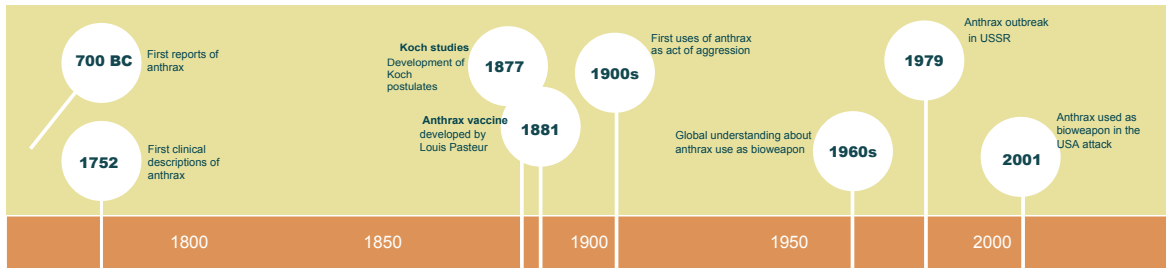 700 BC
First reports of
anthrax
1752
First clinical
descriptions of
anthrax
Koch studies
Development of
Koch
postulates
1877
Anthrax vaccine
developed by
Louis Pasteur
1881
1900s
First uses of anthrax
as act of aggression
Global understanding about
anthrax use as bioweapon
1960s
1979
Anthrax outbreak
in USSR
2001
Anthrax used as
bioweapon in the
USA attack
1800
1850
1900
1950
2000